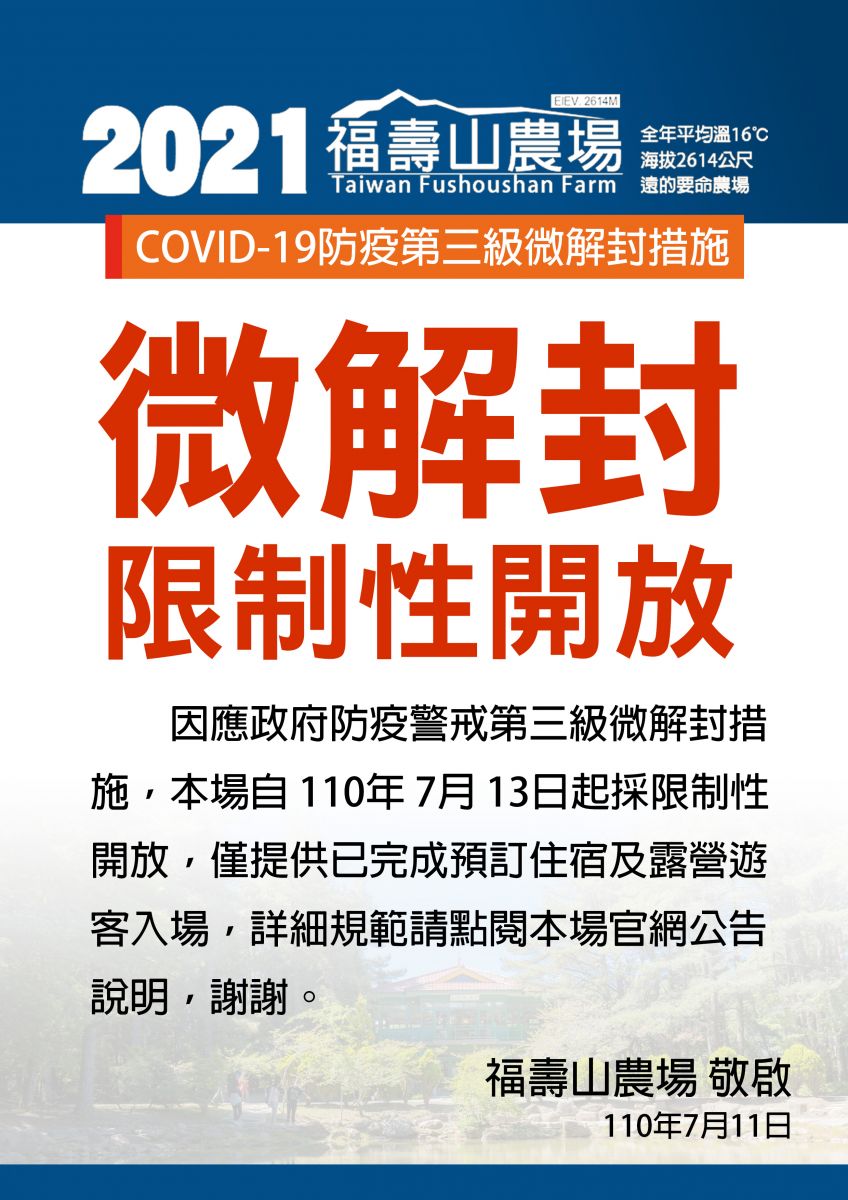 2021
福壽山農場
EIEV. 2614M
Taiwan Fushoushan Farm
全年平均溫16℃
海拔2614公尺
遠的要命農場
COVID-19防疫第三級微解封措施
微解封
限制性開放
因應政府防疫警戒第三級微解封措
施，本場自 110年 7月 13日起採限制性
開放，僅提供已完成預訂住宿及露營遊
客入場，詳細規範請點閱本場官網公告
說明，謝謝。
福壽山農場 敬啟
110年7月11日